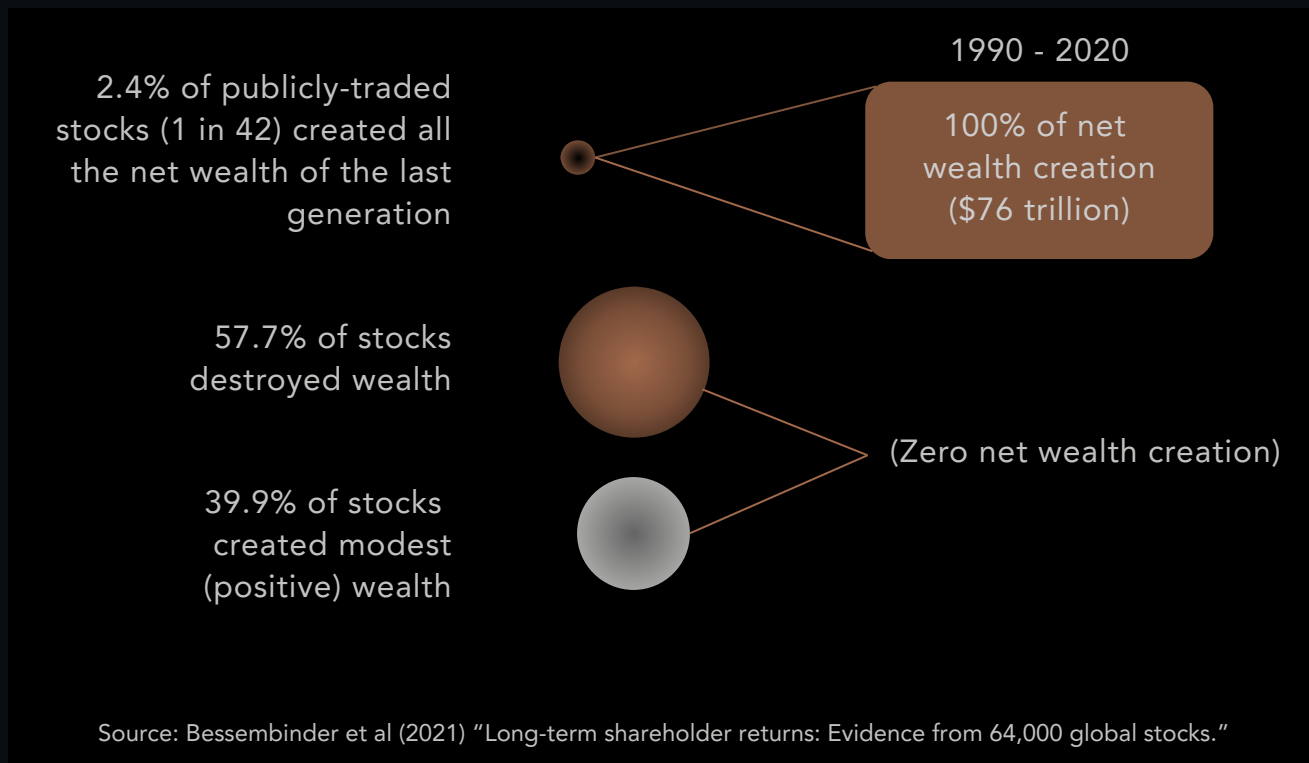 1990 - 2020
2.4% of publicly-traded
stocks (1 in 42) created all
the net wealth of the last
generation
100% of net
wealth creation
($76 trillion)
57.7% of stocks
destroyed wealth
(Zero net wealth creation)
39.9% of stocks
created modest
(positive) wealth
Source: Bessembinder et al (2021) “Long-term shareholder returns: Evidence from 64,000 global stocks.”